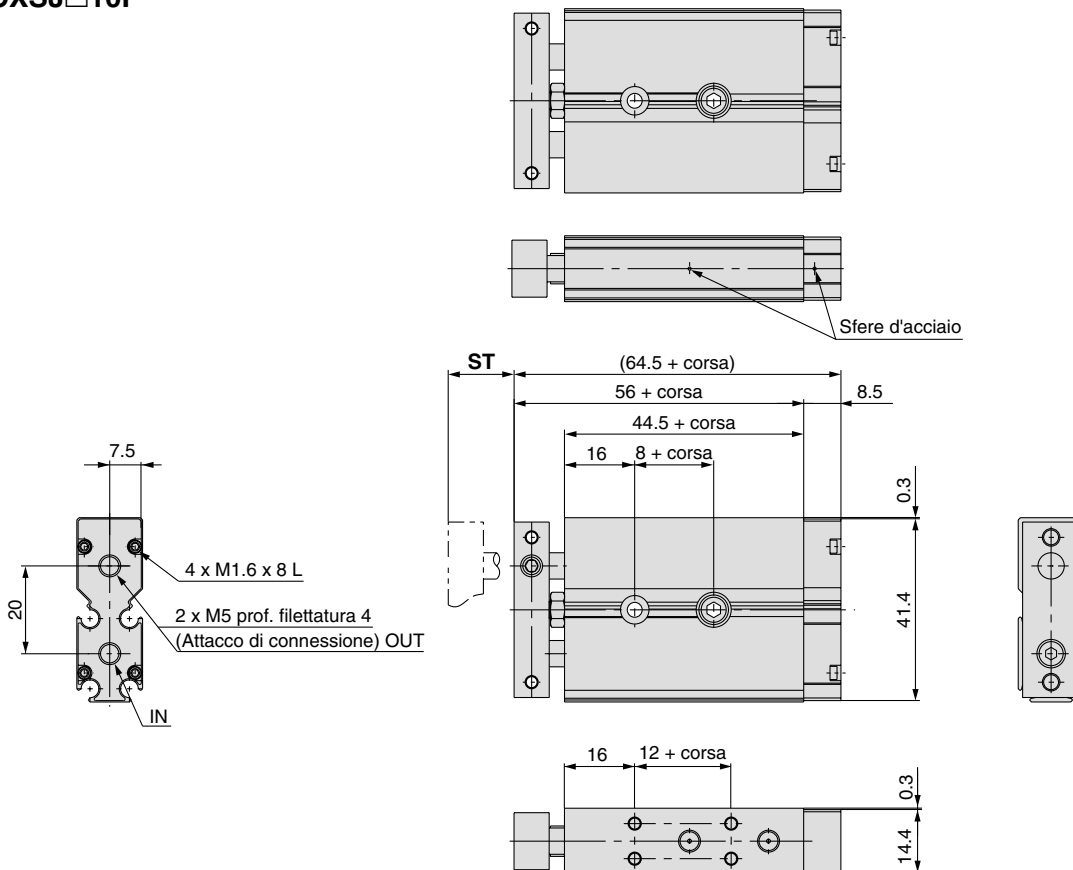 Sfere d'acciaio
ST
(64.5 + corsa)
56 + corsa
8.5
44.5 + corsa
16
8 + corsa
7.5
0.3
4 x M1.6 x 8 L
20
2 x M5 prof. filettatura 4
(Attacco di connessione) OUT
41.4
IN
16
12 + corsa
0.3
14.4